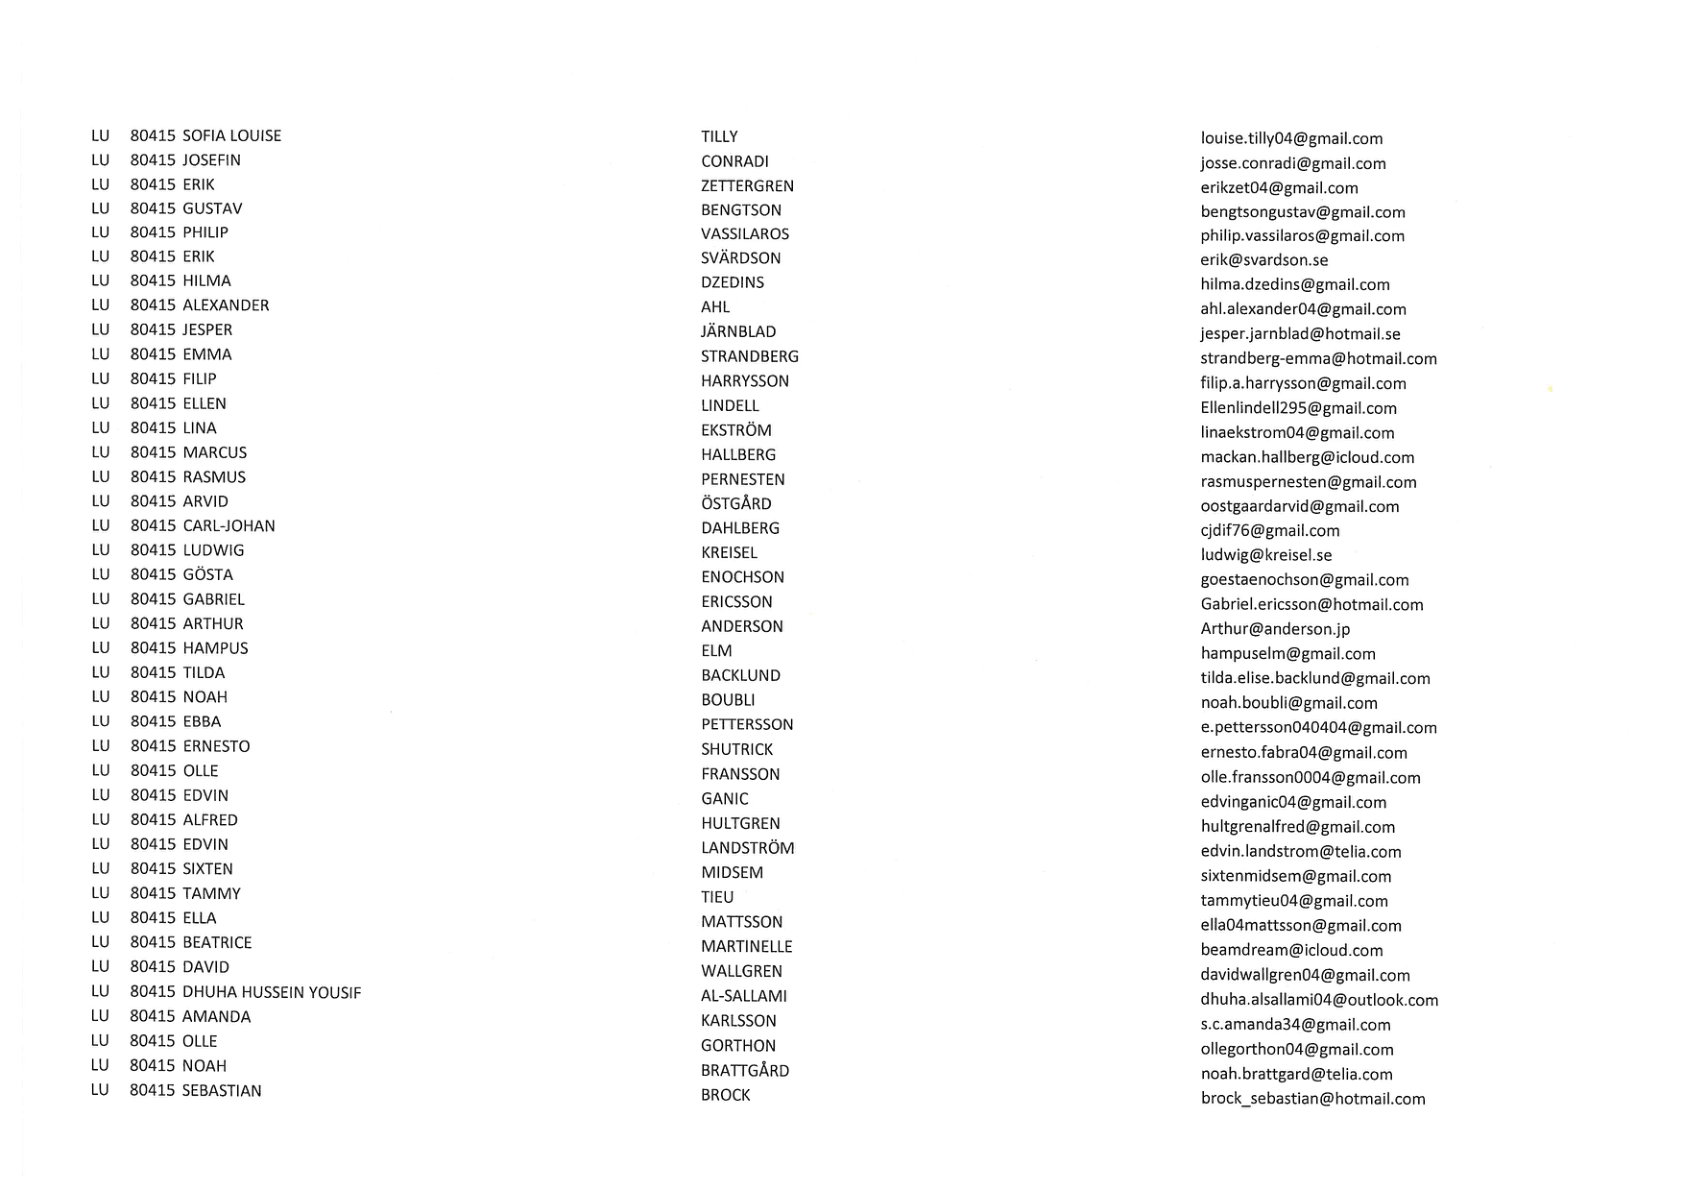 LU 80415 SOFIA LOUISE TILLY louise.tilly04@gmail.com
LU 80415 JOSEFIN CONRADI josse.conradi@gmail.com
LU 80415 ERIK ZETTERGREN erikzet04@gmail.com
LU 80415 GUSTAV BENGTSON bengtsongustav@gmail.com
LU 80415 PHILIP VASSILAROS philip.vassilaros@gmail.com
LU 80415 ERIK SVÄRDSON erik@svardson.se
LU 80415 HILMA DZEDINS hilma.dzedins@gmail.com
LU 80415 ALEXANDER AHL ahl.alexander04@gmail.com
LU 80415 JESPER JÄRNBLAD jesper.jarnblad@hotmail.se
LU 80415 EMMA STRANDBERG strandberg-emma@hotmail.com
LU 80415 FILIP HARRYSSON filip.a.harrysson@gmail.com
LU 80415 ELLEN LINDELL Ellenlindell295@gmail.com
LU 80415 LINA EKSTRÖM linaekstrom04@gmail.com
LU 80415 MARCUS HALLBERG mackan.hallberg@icloud.com
LU 80415 RASMUS PERNESTEN rasmuspernesten@gmail.com
LU 80415 ARVID ÖSTGÅRD oostgaardarvid@gmail.com
LU 80415 CARL-JOHAN DAHLBERG cjdif76@gmail.com
LU 80415 LUDWIG KREISEL ludwig@kreisel.se
LU 80415 GÖSTA ENOCHSON goestaenochson@gmail.com
LU 80415 GABRIEL ERICSSON Gabriel.ericsson@hotmail.com
LU 80415 ARTHUR ANDERSON Arthur@anderson.jp
LU 80415 HAMPUS ELM hampuselm@gmail.com
LU 80415 TILDA BACKLUND tilda.elise.backlund@gmail.com
LU 80415 NOAH BOUBLI noah.boubli@gmail.com
LU 80415 EBBA PETTERSSON e.pettersson040404@gmail.com
LU 80415 ERNESTO SHUTRICK ernesto.fabra04@gmail.com
LU 80415 OLLE FRANSSON olle.fransson0004@gmail.com
LU 80415 EDVIN GANIC edvinganic04@gmail.com
LU 80415 ALFRED HULTGREN hultgrenalfred@gmail.com
LU 80415 EDVIN LANDSTRÖM edvin.landstrom@telia.com
LU 80415 SIXTEN MIDSEM sixtenmidsem@gmail.com
LU 80415 TAMMY TIEU tammytieu04@gmail.com
LU 80415 ELLA MATTSSON ella04mattsson@gmail.com
LU 80415 BEATRICE MARTINELLE beamdream@icloud.com
LU 80415 DAVID WALLGREN davidwallgren04@gmail.com
LU 80415 DHUHA HUSSEIN YOUSIF AL-SALLAMI dhuha.alsallami04@outlook.com
LU 80415 AMANDA KARLSSON s.c.amanda34@gmail.com
LU 80415 OLLE GORTHON ollegorthon04@gmail.com
LU 80415 NOAH BRATTGÅRD noah.brattgard@telia.com
LU 80415 SEBASTIAN BROCK brock_sebastian@hotmail.com